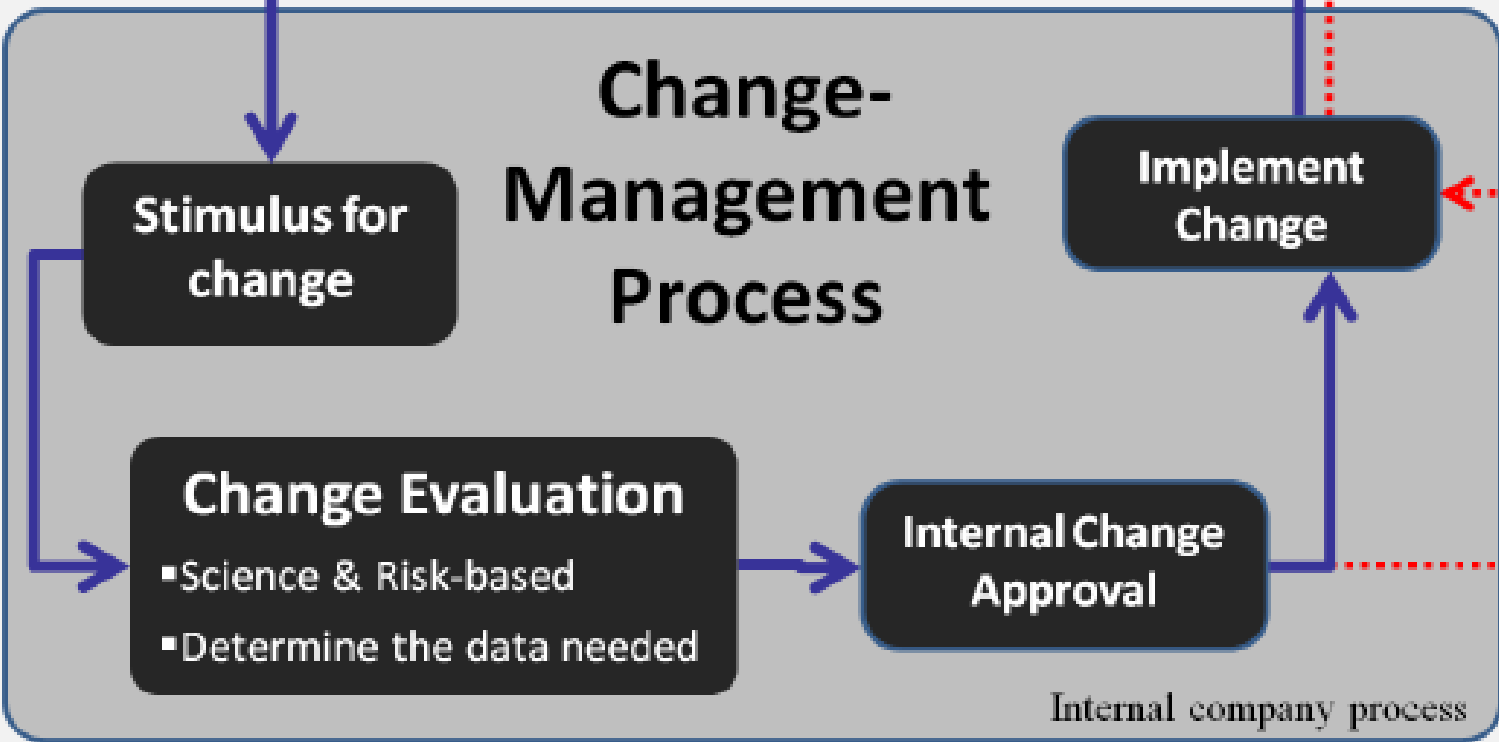 Change-
Management
Process
Stimulus for
change
Implement
Change
Change Evaluation
▪Science & Risk-based
▪Determine the data needed
Internal Change
Approval
Internal company process